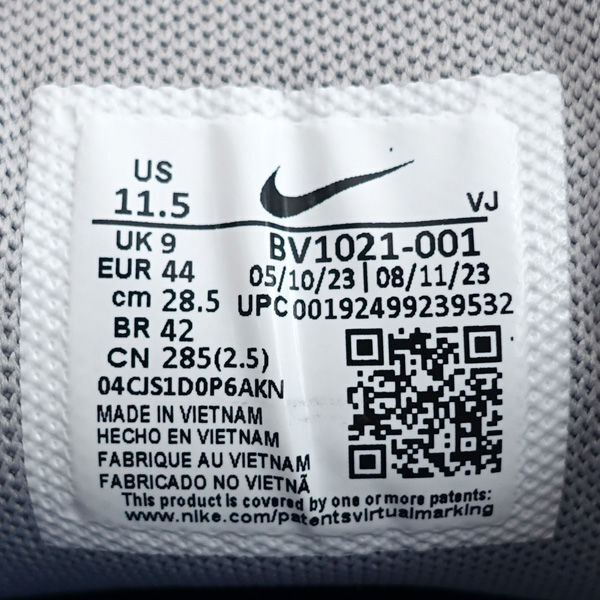 US
11.5
VJ
UK 9
BV1021-001
EUR 44
05/10/23 | 08/11/23
cm 28.5
UPC 00192499239532
BR 42
CN 285(2.5)
04CJS1D0P6AKN
MADE IN VIETNAM
HECHO EN VIETNAM
FABRIQUE AU VIETNAM
FABRICADO NO VIETNÃ
This product is covered by one or more patents:
www.nike.com/patentsvirtualmarking